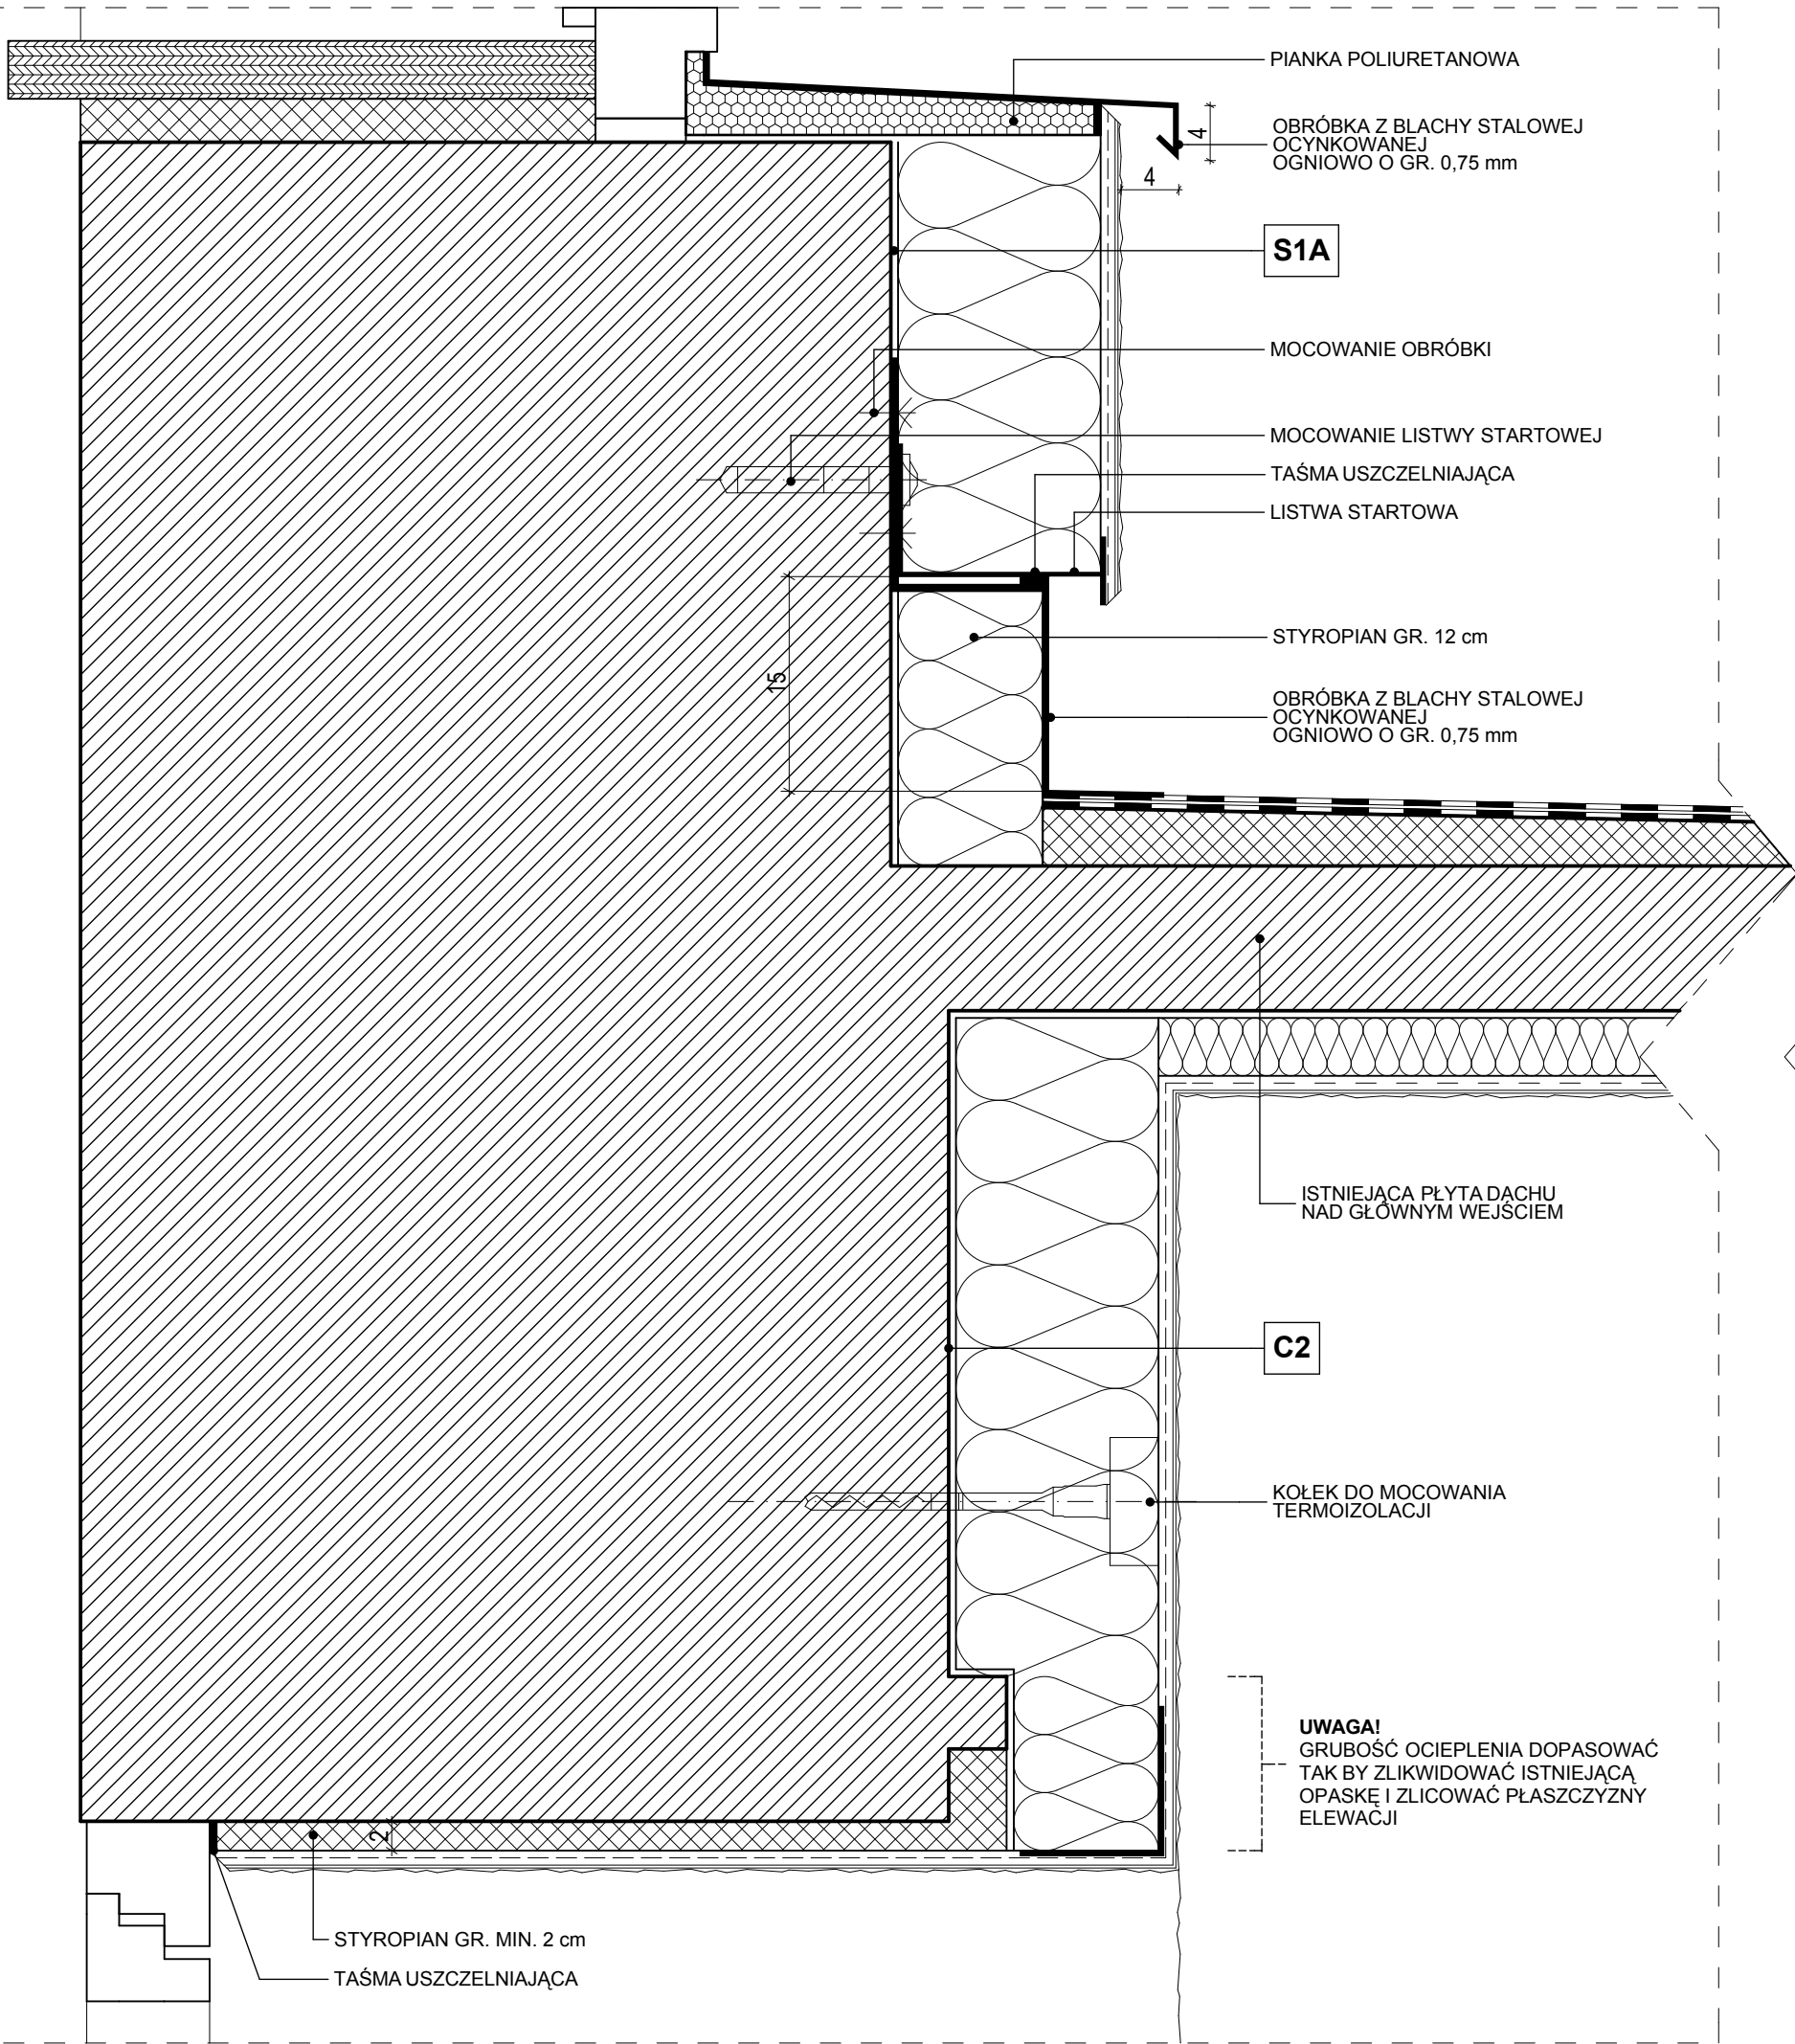 PIANKA POLIURETANOWA
OBRÓBKA Z BLACHY STALOWEJ
OCYNKOWANEJ
OGNIOWO O GR. 0,75 mm
4
4
S1A
MOCOWANIE OBRÓBKI
MOCOWANIE LISTWY STARTOWEJ
TAŚMA USZCZELNIAJĄCA
LISTWA STARTOWA
STYROPIAN GR. 12 cm
15
OBRÓBKA Z BLACHY STALOWEJ
OCYNKOWANEJ
OGNIOWO O GR. 0,75 mm
ISTNIEJĄCA PŁYTA DACHU
NAD GŁÓWNYM WEJŚCIEM
C2
KOŁEK DO MOCOWANIA
TERMOIZOLACJI
UWAGA!
GRUBOŚĆ OCIEPLENIA DOPASOWAĆ
TAK BY ZLIKWIDOWAĆ ISTNIEJĄCĄ
OPASKĘ I ZLICOWAĆ PŁASZCZYZNY
ELEWACJI
2
STYROPIAN GR. MIN. 2 cm
TAŚMA USZCZELNIAJĄCA